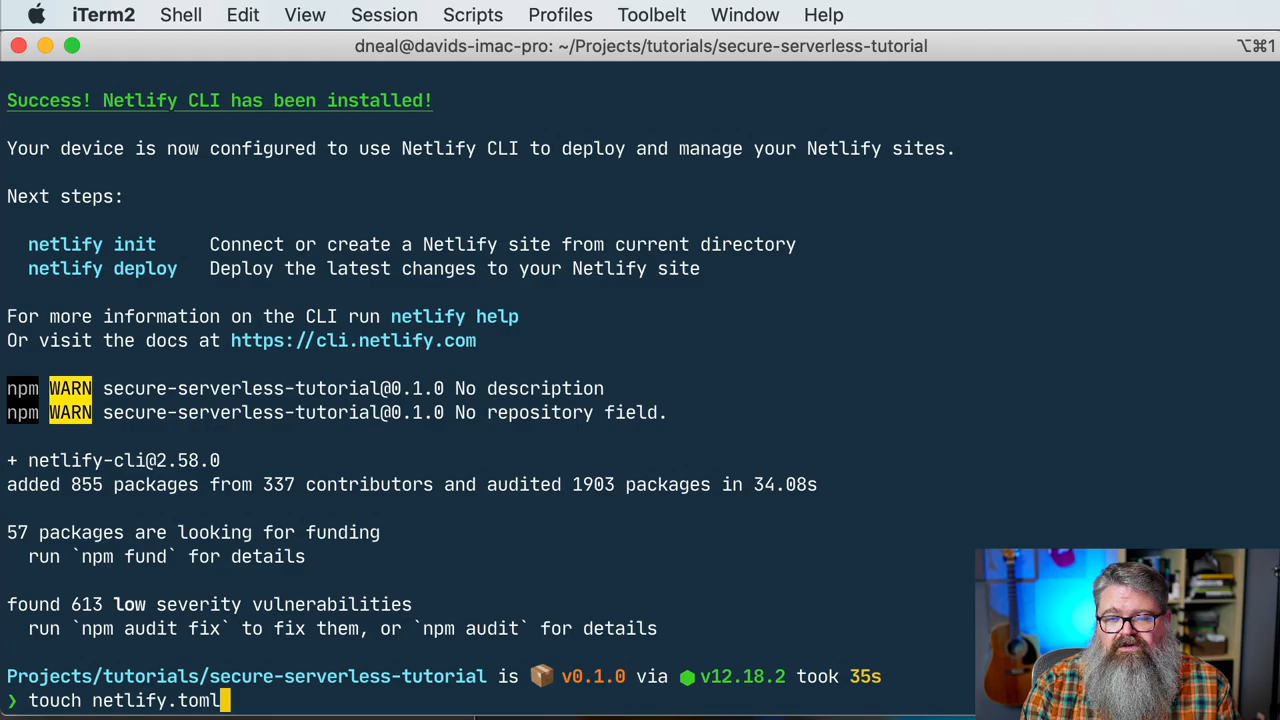 iTerm2 Shell Edit View Session Scripts Profiles Toolbelt Window Help
dneal@davids-imac-pro: ~/Projects/tutorials/secure-serverless-tutorial ⌥⌘1
Success! Netlify CLI has been installed!
Your device is now configured to use Netlify CLI to deploy and manage your Netlify sites.
Next steps:
netlify init Connect or create a Netlify site from current directory
netlify deploy Deploy the latest changes to your Netlify site
For more information on the CLI run netlify help
Or visit the docs at https://cli.netlify.com
npm WARN secure-serverless-tutorial@0.1.0 No description
npm WARN secure-serverless-tutorial@0.1.0 No repository field.
+ netlify-cli@2.58.0
added 855 packages from 337 contributors and audited 1903 packages in 34.08s
57 packages are looking for funding
run `npm fund` for details
found 613 low severity vulnerabilities
run `npm audit fix` to fix them, or `npm audit` for details
Projects/tutorials/secure-serverless-tutorial is 📦 v0.1.0 via ⬢ v12.18.2 took 35s
❯ touch netlify.toml